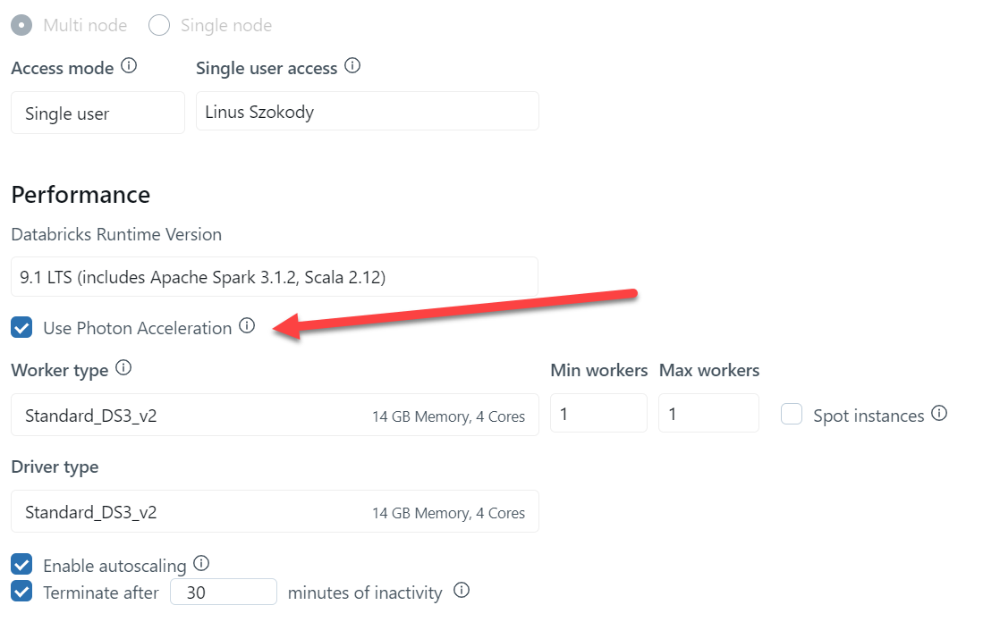 Multi node Single node
Access mode Single user access
Single user Linus Szokody
Performance
Databricks Runtime Version
9.1 LTS (includes Apache Spark 3.1.2, Scala 2.12)
Use Photon Acceleration
Worker type Min workers Max workers
Standard_DS3_v2 14 GB Memory, 4 Cores 1 1 Spot instances
Driver type
Standard_DS3_v2 14 GB Memory, 4 Cores
Enable autoscaling
Terminate after 30 minutes of inactivity